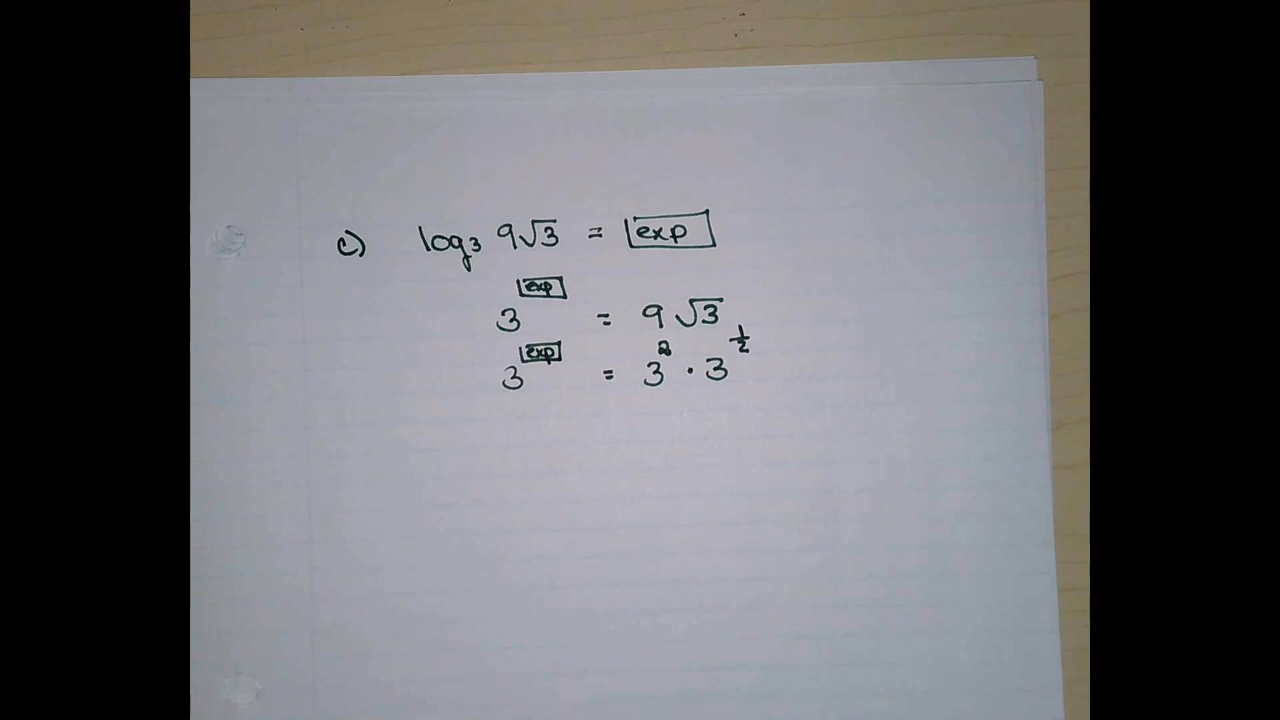 c) log₃ 9√3 = exp
3^exp = 9√3
3^exp = 3² · 3^½